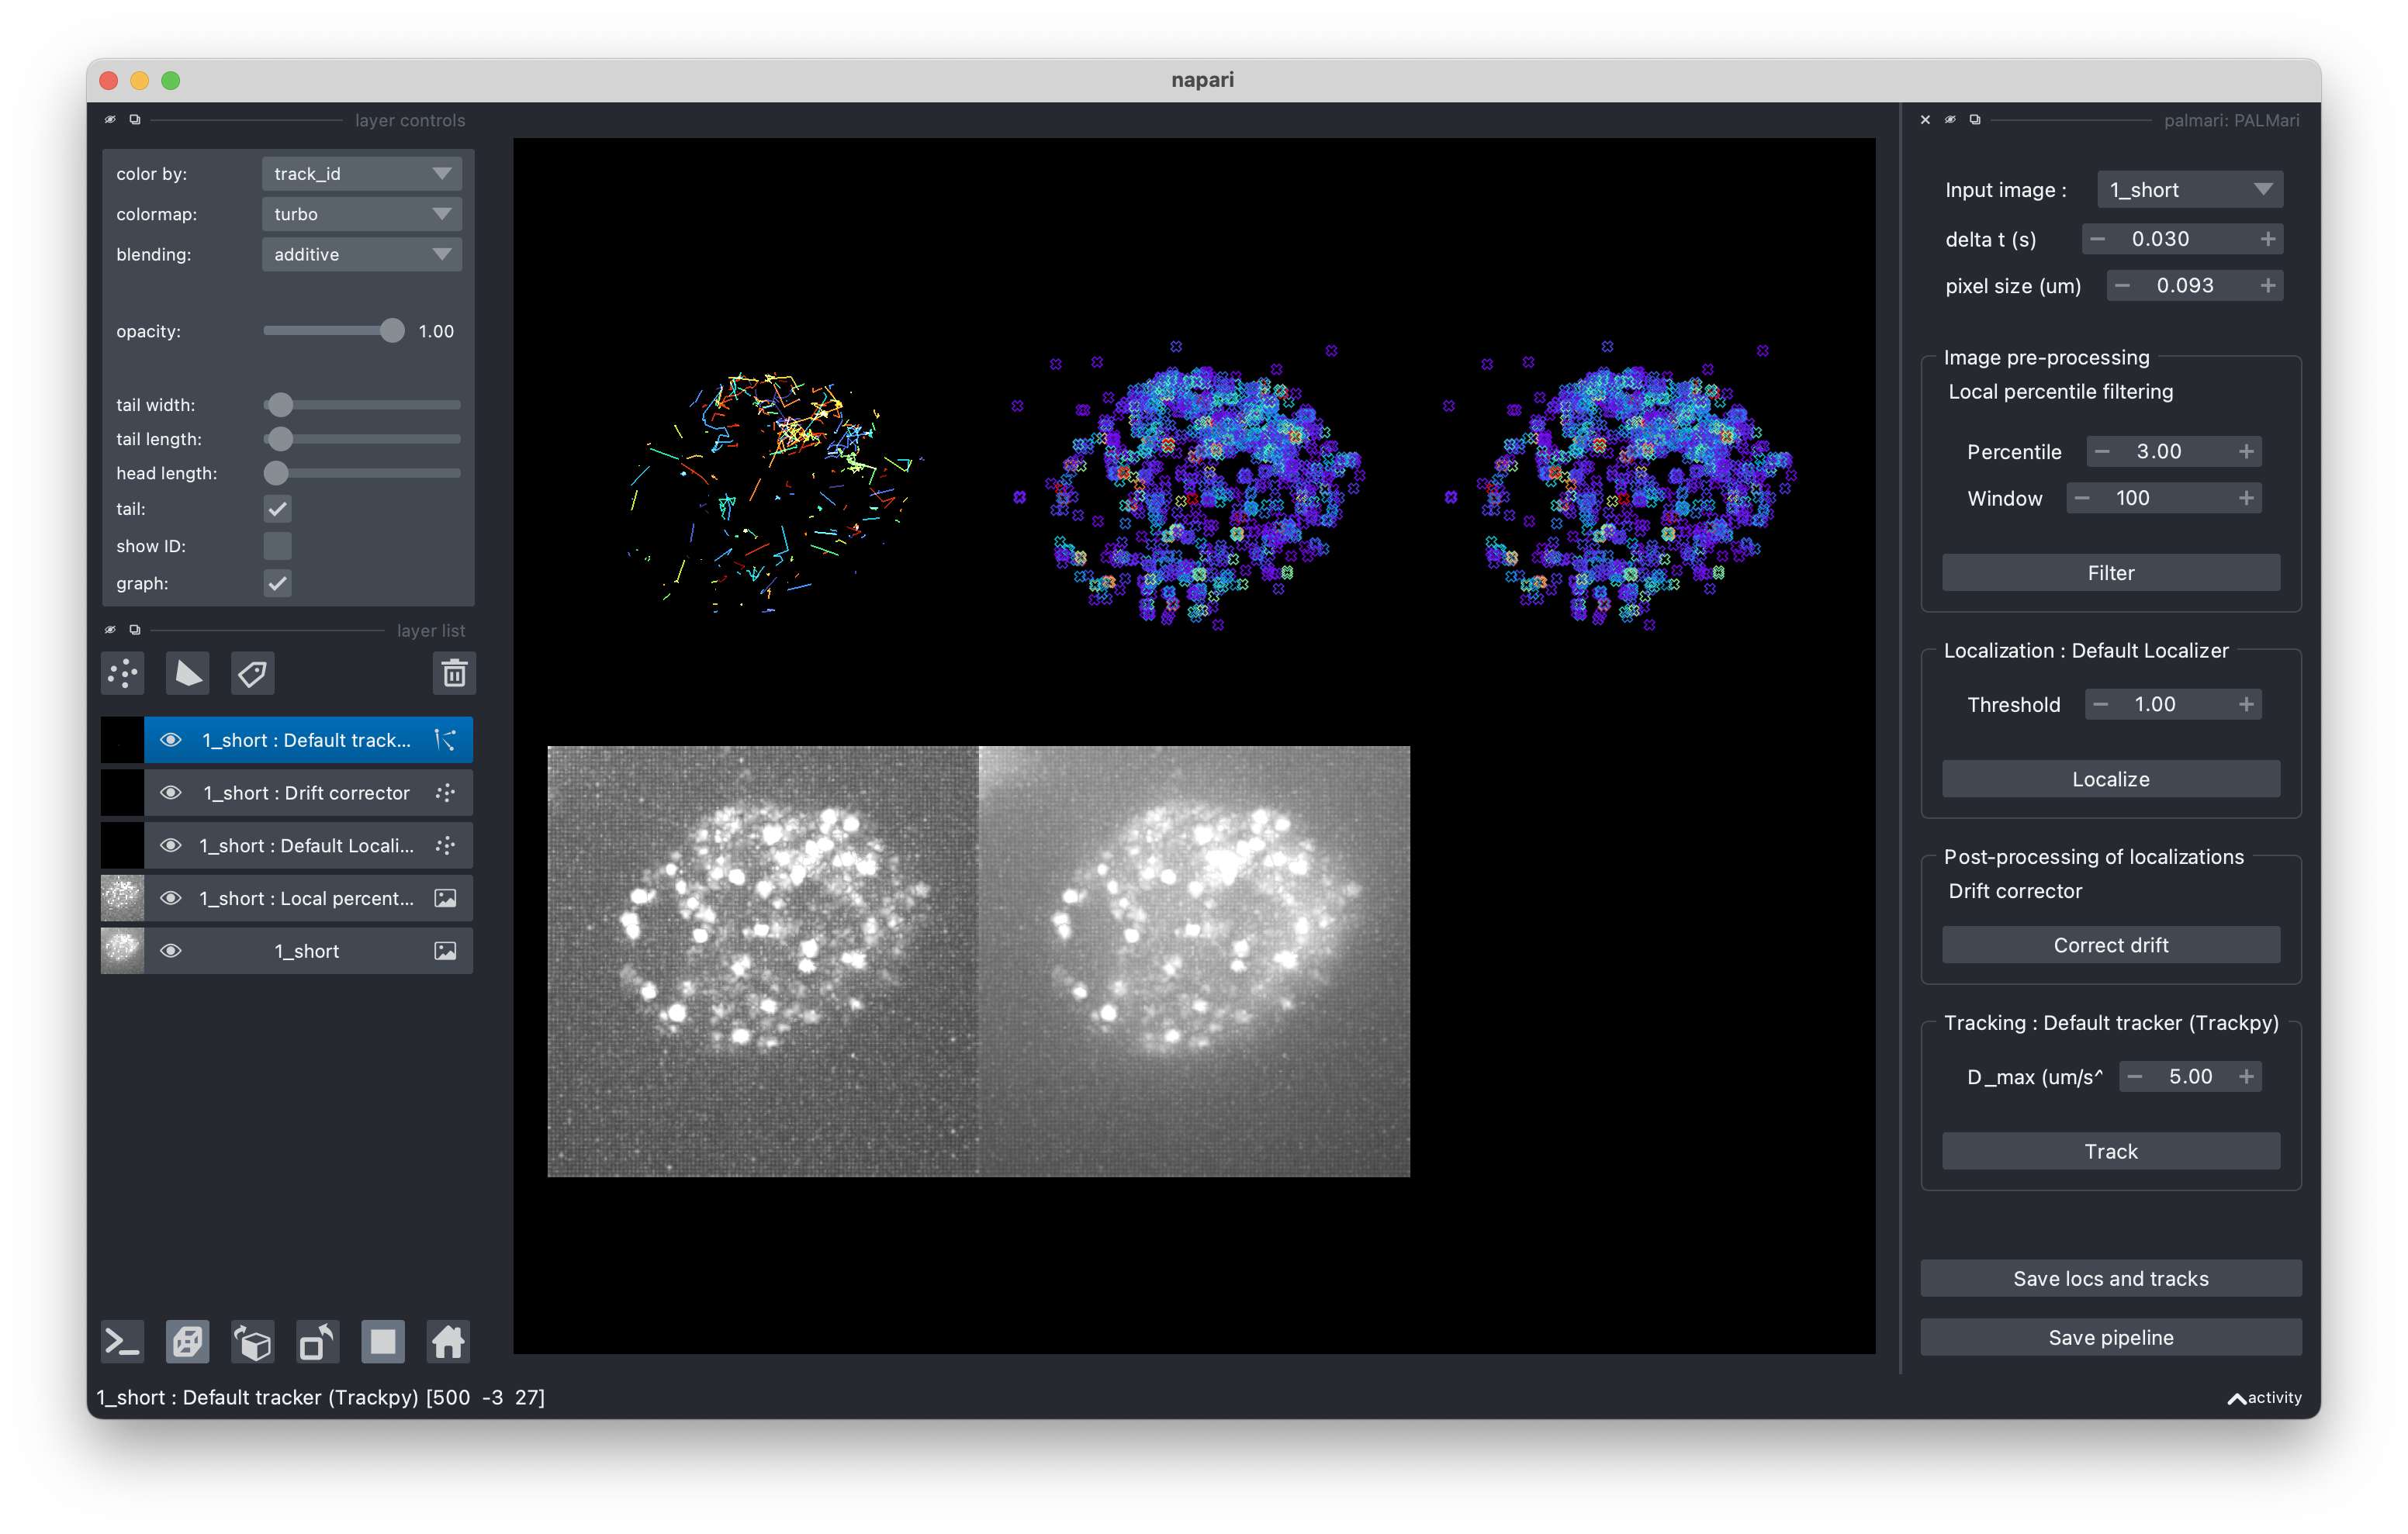 napari
layer controls
color by: track_id
colormap: turbo
blending: additive
opacity: 1.00
tail width:
tail length:
head length:
tail:
show ID:
graph:
layer list
1_short : Default track...
1_short : Drift corrector
1_short : Default Locali...
1_short : Local percent...
1_short
1_short : Default tracker (Trackpy) [500 -3 27]
palmari: PALMari
Input image : 1_short
delta t (s) 0.030
pixel size (um) 0.093
Image pre-processing
Local percentile filtering
Percentile 3.00
Window 100
Filter
Localization : Default Localizer
Threshold 1.00
Localize
Post-processing of localizations
Drift corrector
Correct drift
Tracking : Default tracker (Trackpy)
D_max (um/s^ 5.00
Track
Save locs and tracks
Save pipeline
activity